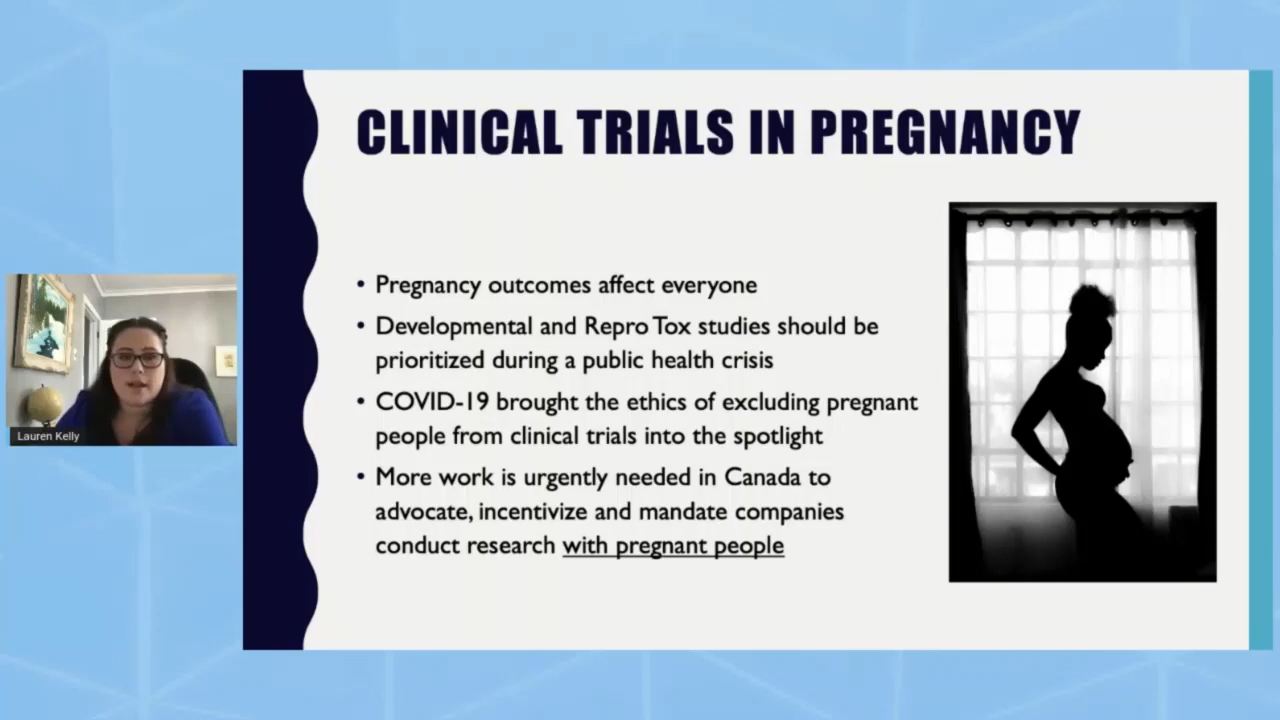 CLINICAL TRIALS IN PREGNANCY
• Pregnancy outcomes affect everyone
• Developmental and Repro Tox studies should be
prioritized during a public health crisis
• COVID-19 brought the ethics of excluding pregnant
people from clinical trials into the spotlight
• More work is urgently needed in Canada to
advocate, incentivize and mandate companies
conduct research with pregnant people
Lauren Kelly